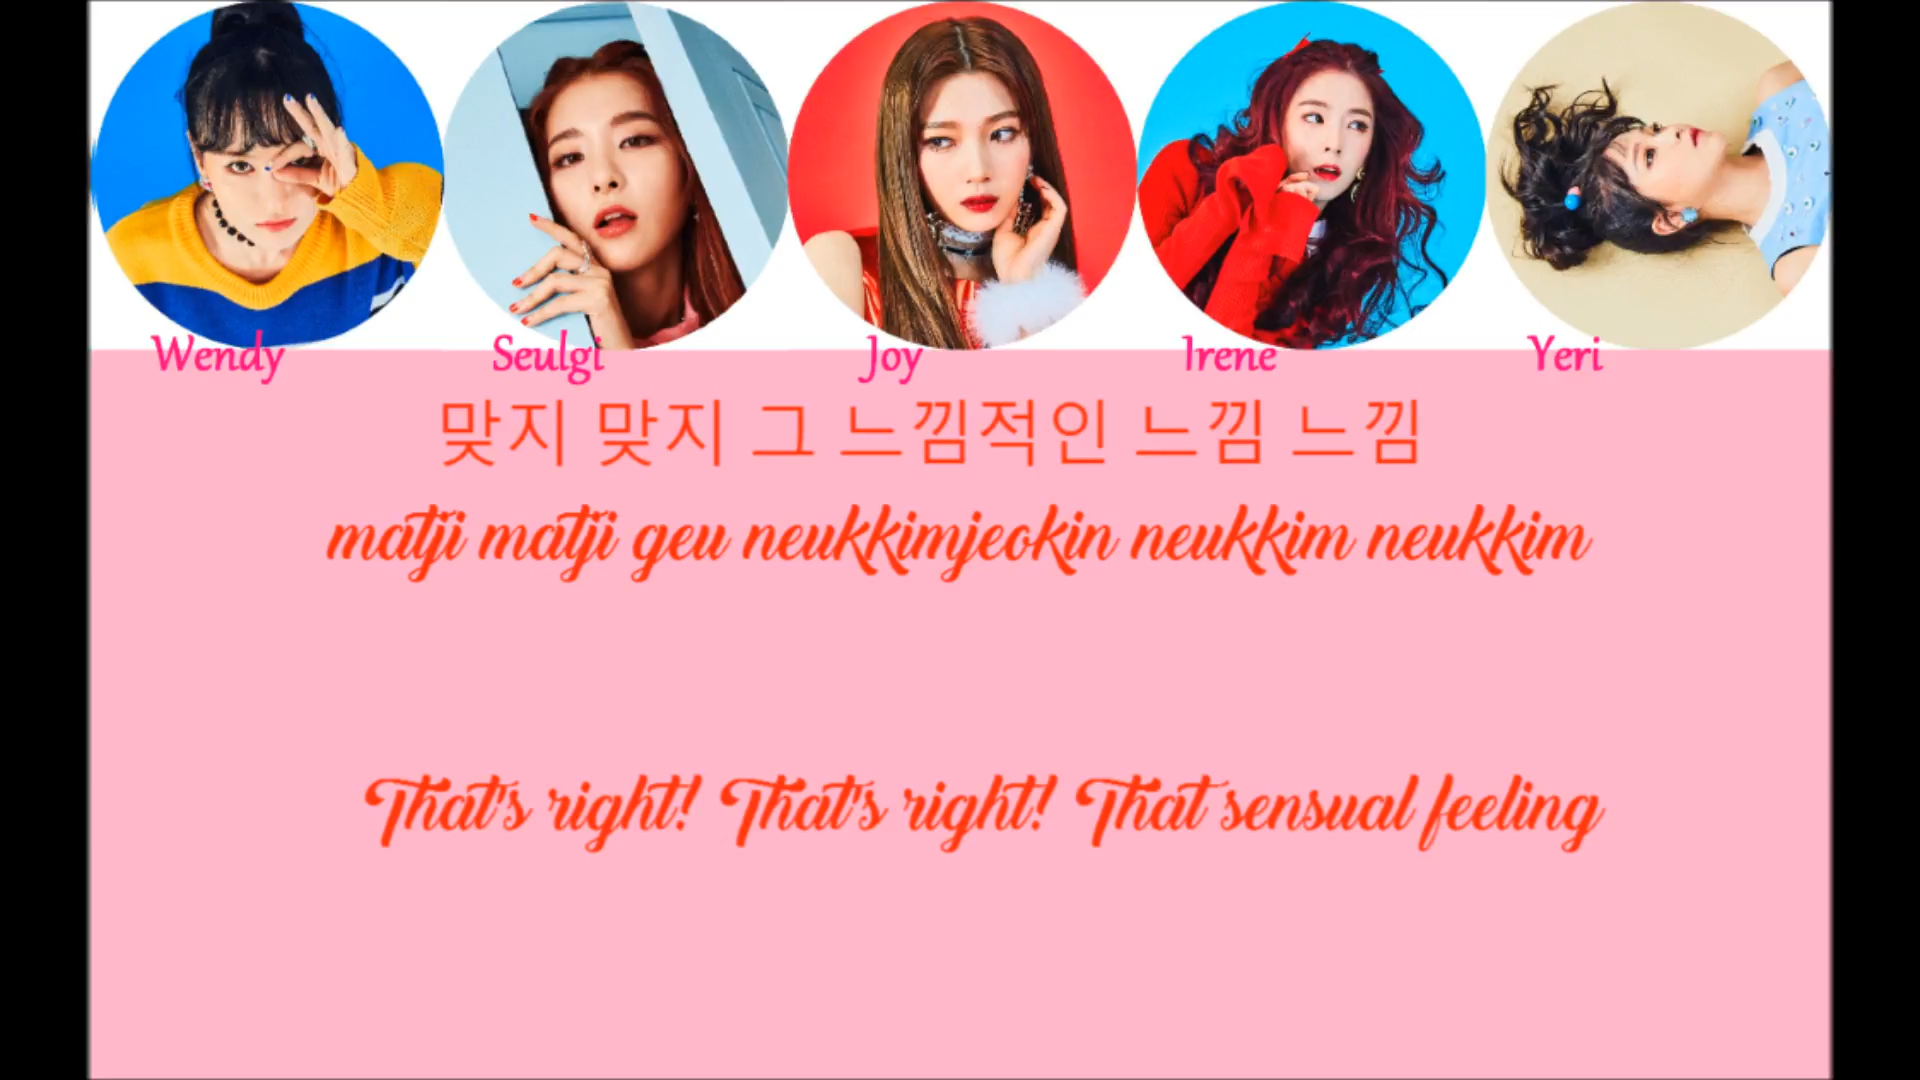 Wendy Seulgi Joy Irene Yeri
맞지 맞지 그 느낌적인 느낌 느낌
matji matji geu neukkimjeokin neukkim neukkim
That's right! That's right! That sensual feeling